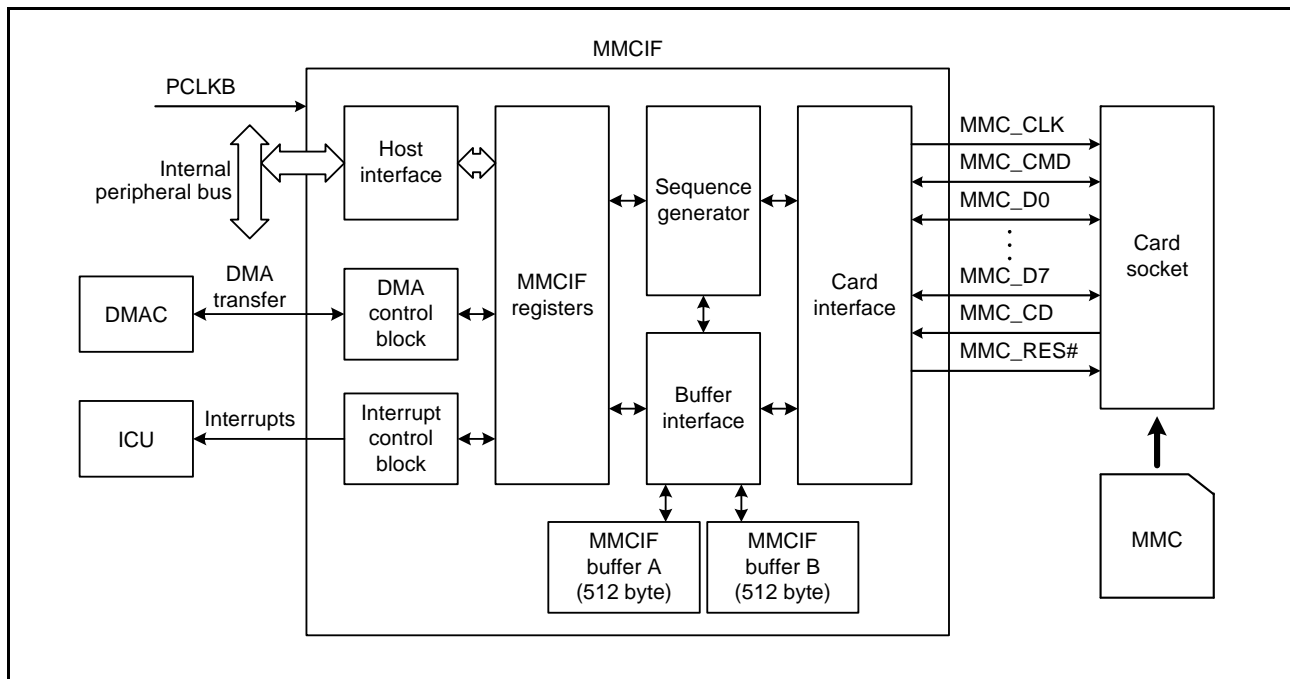 MMCIF
PCLKB
Internal
peripheral bus
Host
interface
DMAC
DMA
transfer
DMA
control
block
ICU
Interrupts
Interrupt
control
block
MMCIF
registers
Sequence
generator
Buffer
interface
MMCIF
buffer A
(512 byte)
MMCIF
buffer B
(512 byte)
Card
interface
MMC_CLK
MMC_CMD
MMC_D0
MMC_D7
MMC_CD
MMC_RES#
Card
socket
MMC